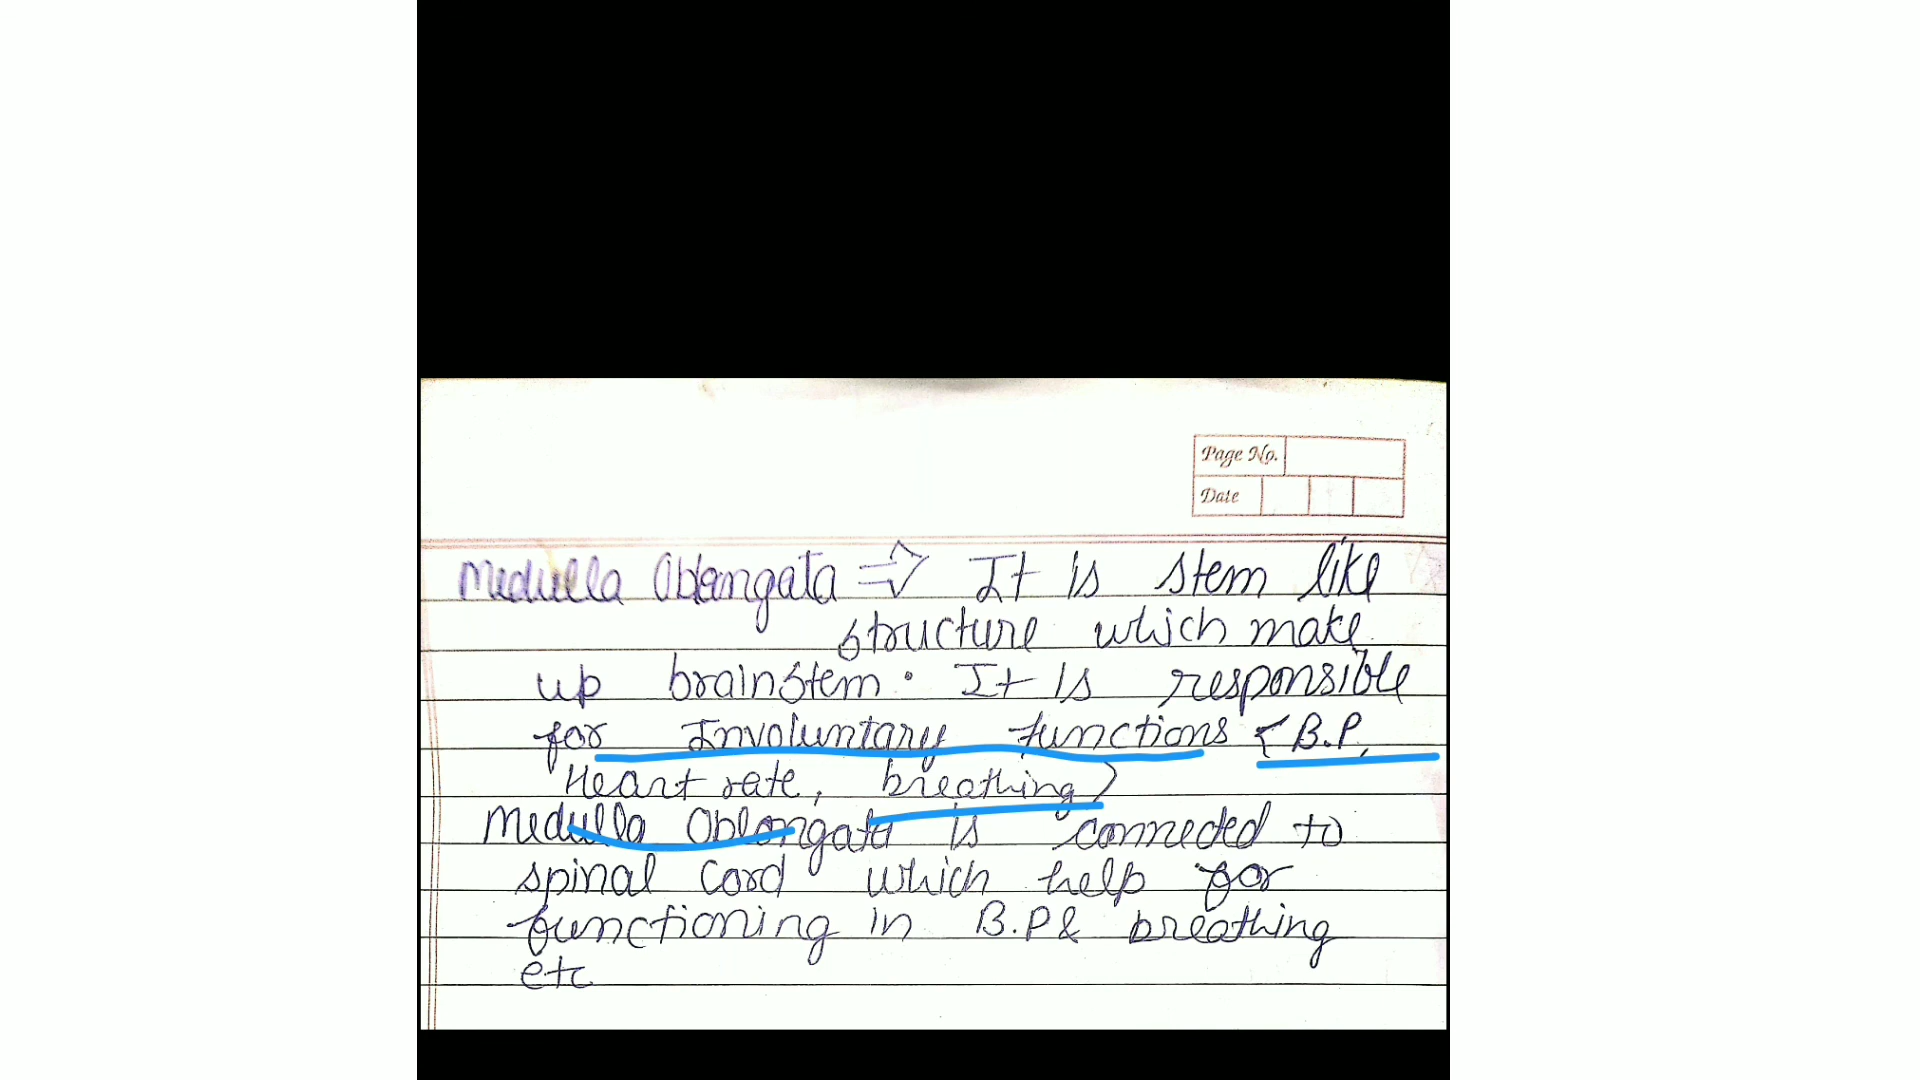 Page No.
Date
Medulla Oblongata ⇒ It is stem like
structure which make
up brainstem. It is responsible
for Involuntary functions { B.P,
Heart rate, breathing}
Medulla Oblongata is connected to
spinal cord which help for
functioning in B.P & breathing
etc